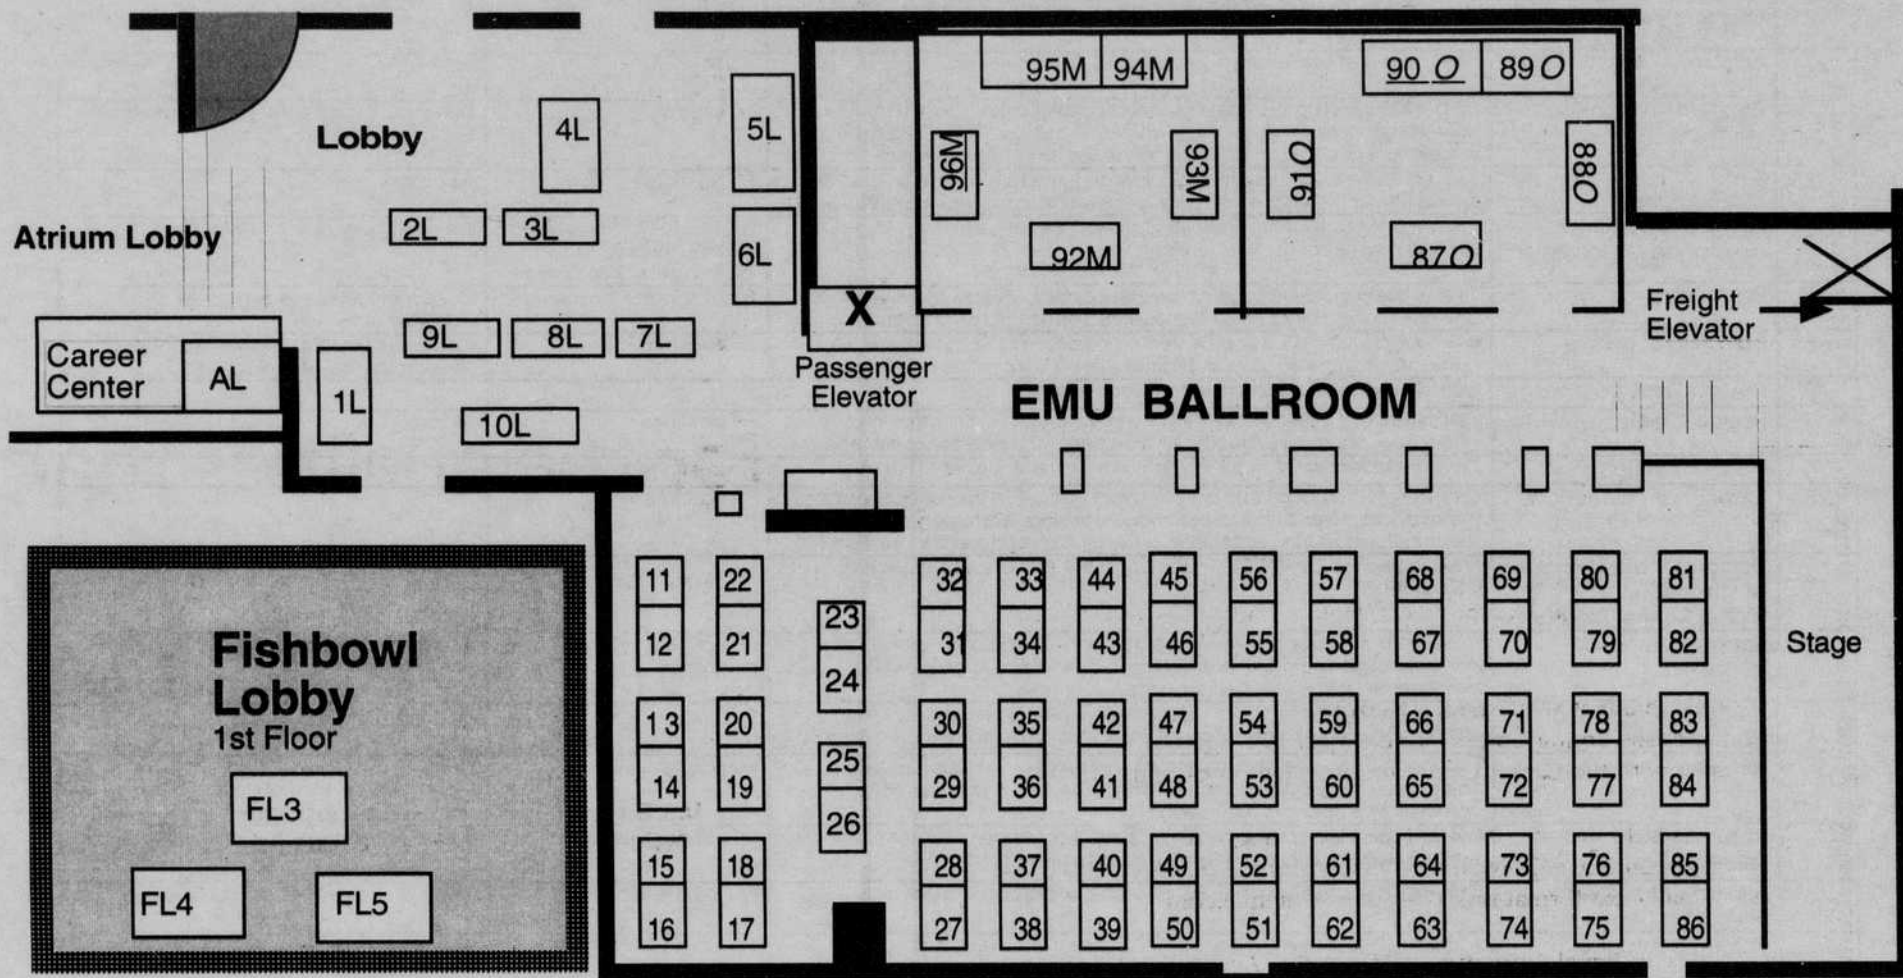 95M 94M
90 O 89O
Lobby
4L
5L
96M
93M
91O
88O
2L 3L
Atrium Lobby
6L
92M
87O
X
Freight
Elevator
9L 8L 7L
Career
Center
AL
1L
Passenger
Elevator
EMU BALLROOM
10L
11 22 32 33 44 45 56 57 68 69 80 81
23
12 21 31 34 43 46 55 58 67 70 79 82
Stage
24
Fishbowl
Lobby
1st Floor
13 20 30 35 42 47 54 59 66 71 78 83
25
14 19 29 36 41 48 53 60 65 72 77 84
26
FL3
15 18 28 37 40 49 52 61 64 73 76 85
FL4 FL5
16 17 27 38 39 50 51 62 63 74 75 86